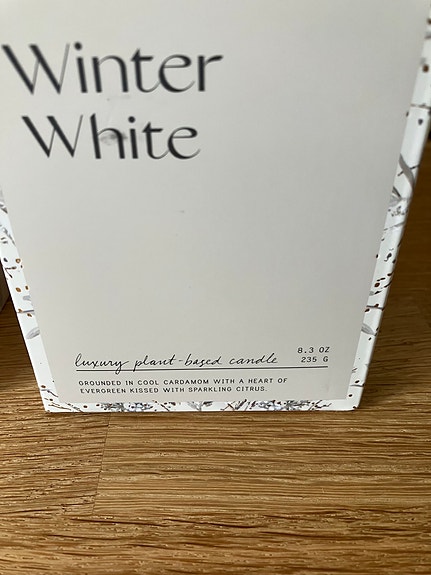 Winter
White
luxury plant-based candle
8.3 OZ
235 G
GROUNDED IN COOL CARDAMOM WITH A HEART OF
EVERGREEN KISSED WITH SPARKLING CITRUS.